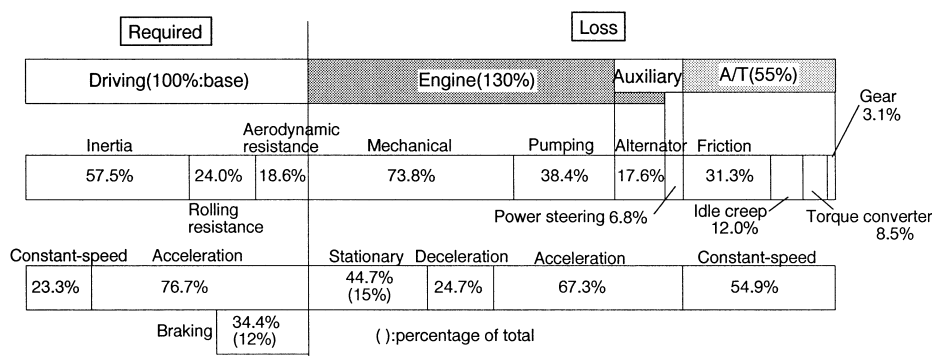 Required
Loss
Driving(100%:base)
Engine(130%)
Auxiliary
A/T(55%)
Gear
3.1%
Inertia
Aerodynamic
resistance
Mechanical
Pumping
Alternator
Friction
57.5%
24.0%
18.6%
73.8%
38.4%
17.6%
31.3%
Rolling
resistance
Power steering 6.8%
Idle creep
12.0%
Torque converter
8.5%
Constant-speed
Acceleration
Stationary
Deceleration
Acceleration
Constant-speed
23.3%
76.7%
44.7%
(15%)
24.7%
67.3%
54.9%
Braking
34.4%
(12%)
( ):percentage of total